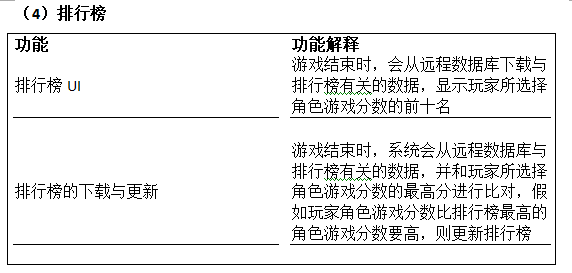 （4）排行榜
功能
功能解释
排行榜 UI
游戏结束时，会从远程数据库下载与
排行榜有关的数据，显示玩家所选择
角色游戏分数的前十名
排行榜的下载与更新
游戏结束时，系统会从远程数据库与
排行榜有关的数据，并和玩家所选择
角色游戏分数的最高分进行比对，假
如玩家角色游戏分数比排行榜最高的
角色游戏分数要高，则更新排行榜